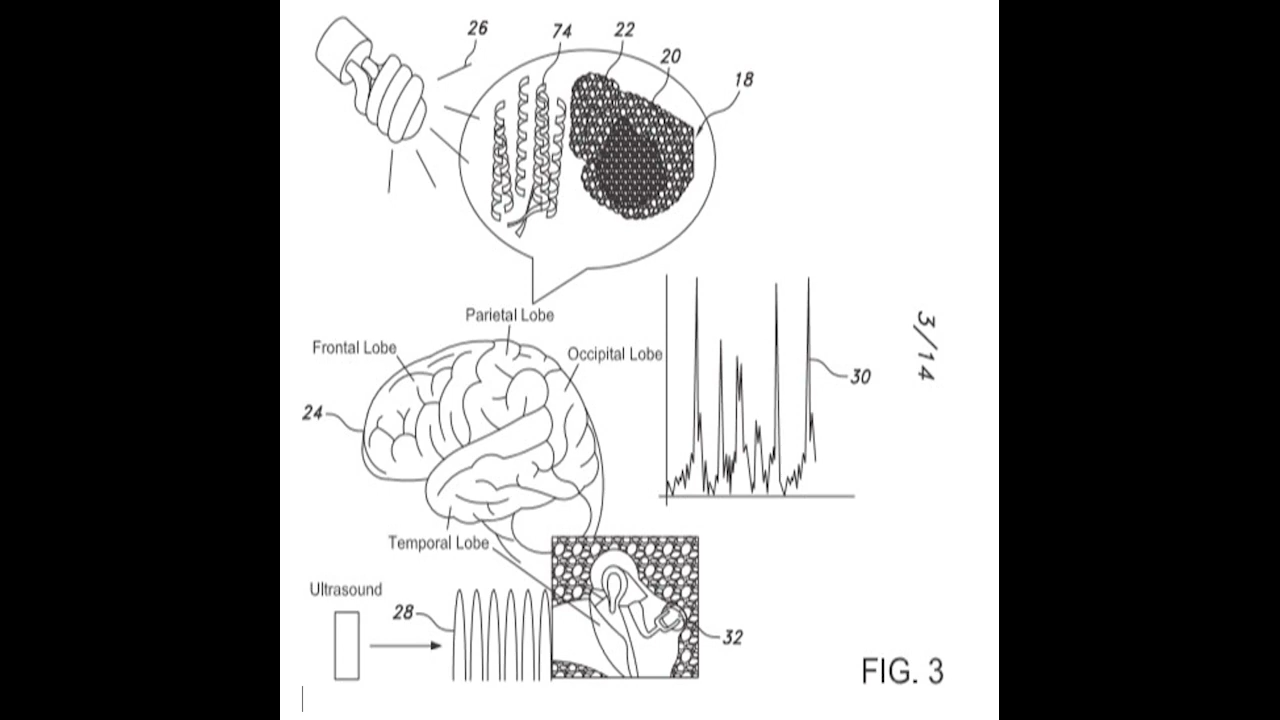 26
74
22
20
18
Parietal Lobe
Frontal Lobe
Occipital Lobe
3/14
30
24
Temporal Lobe
Ultrasound
28
32
FIG. 3